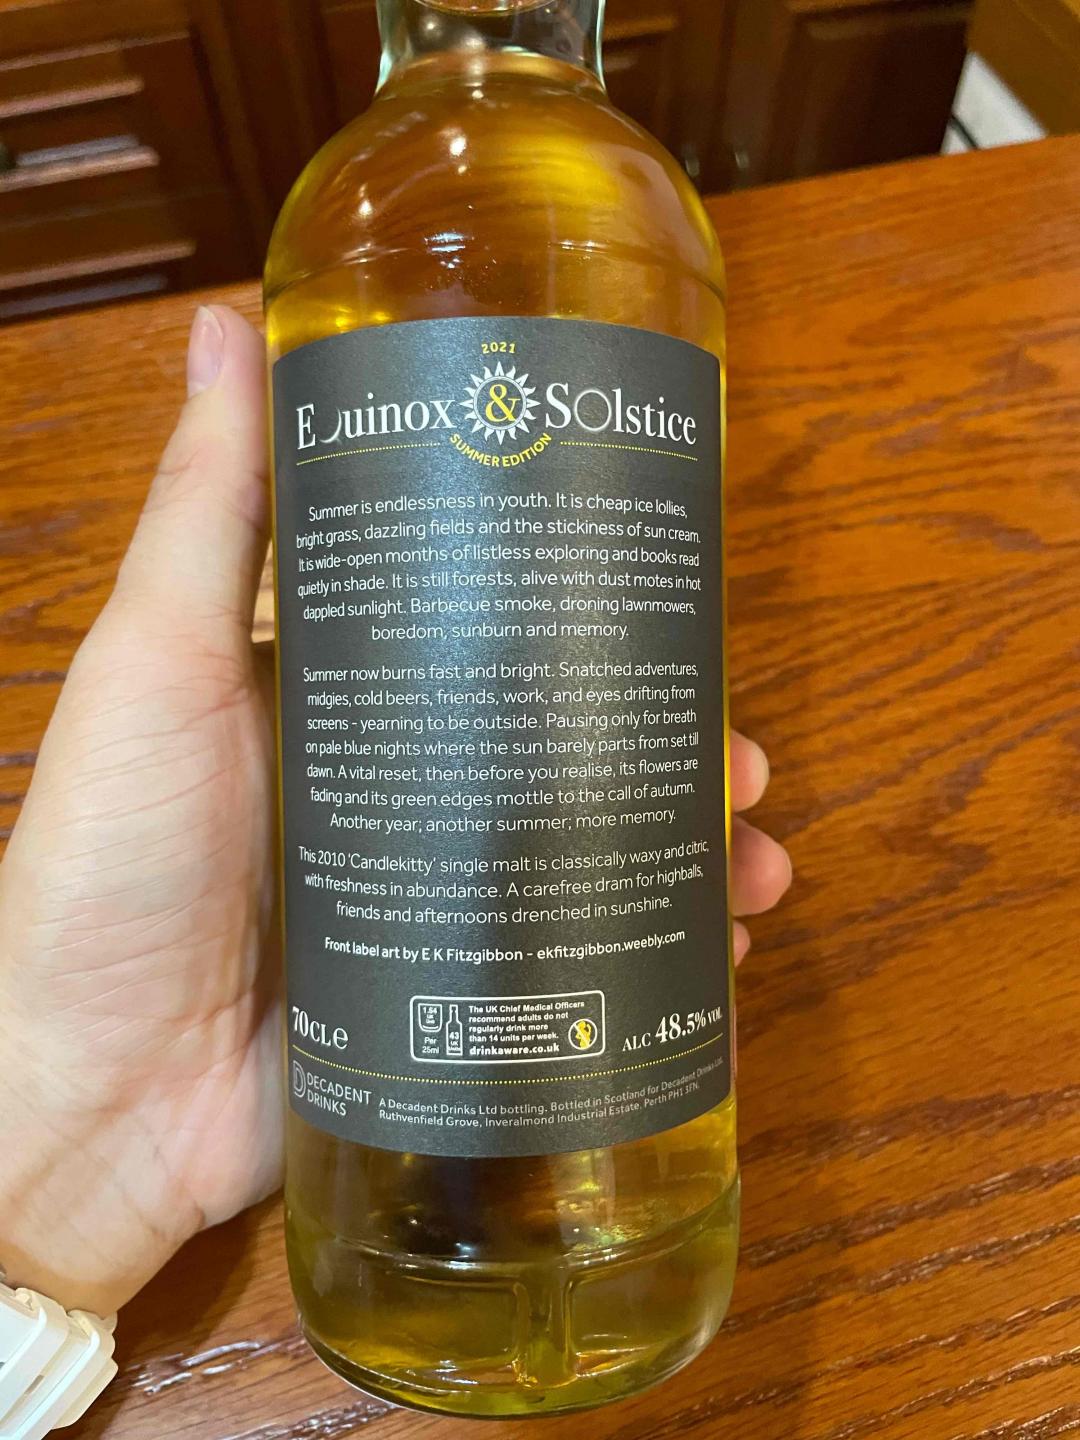 2021
Equinox & Solstice
SUMMER EDITION
Summer is endlessness in youth. It is cheap ice lollies,
bright grass, dazzling fields and the stickiness of sun cream.
It is wide-open months of listless exploring and books read
quietly in shade. It is still forests, alive with dust motes in hot
dappled sunlight. Barbecue smoke, droning lawnmowers,
boredom, sunburn and memory.
Summer now burns fast and bright. Snatched adventures,
midgies, cold beers, friends, work, and eyes drifting from
screens - yearning to be outside. Pausing only for breath
on pale blue nights where the sun barely parts from set till
dawn. A vital reset, then before you realise, its flowers are
fading and its green edges mottle to the call of autumn.
Another year; another summer; more memory.
This 2010 'Candlekitty' single malt is classically waxy and citric,
with freshness in abundance. A carefree dram for highballs,
friends and afternoons drenched in sunshine.
Front label art by E K Fitzgibbon - ekfitzgibbon.weebly.com
70CL e
Per
25ml
43
UK
The UK Chief Medical Officers
recommend adults do not
regularly drink more
than 14 units per week.
drinkaware.co.uk
ALC 48.5% VOL
DECADENT
DRINKS
A Decadent Drinks Ltd bottling. Bottled in Scotland for Decadent Drinks Ltd.
Ruthvenfield Grove, Inveralmond Industrial Estate, Perth PH1 3FN.